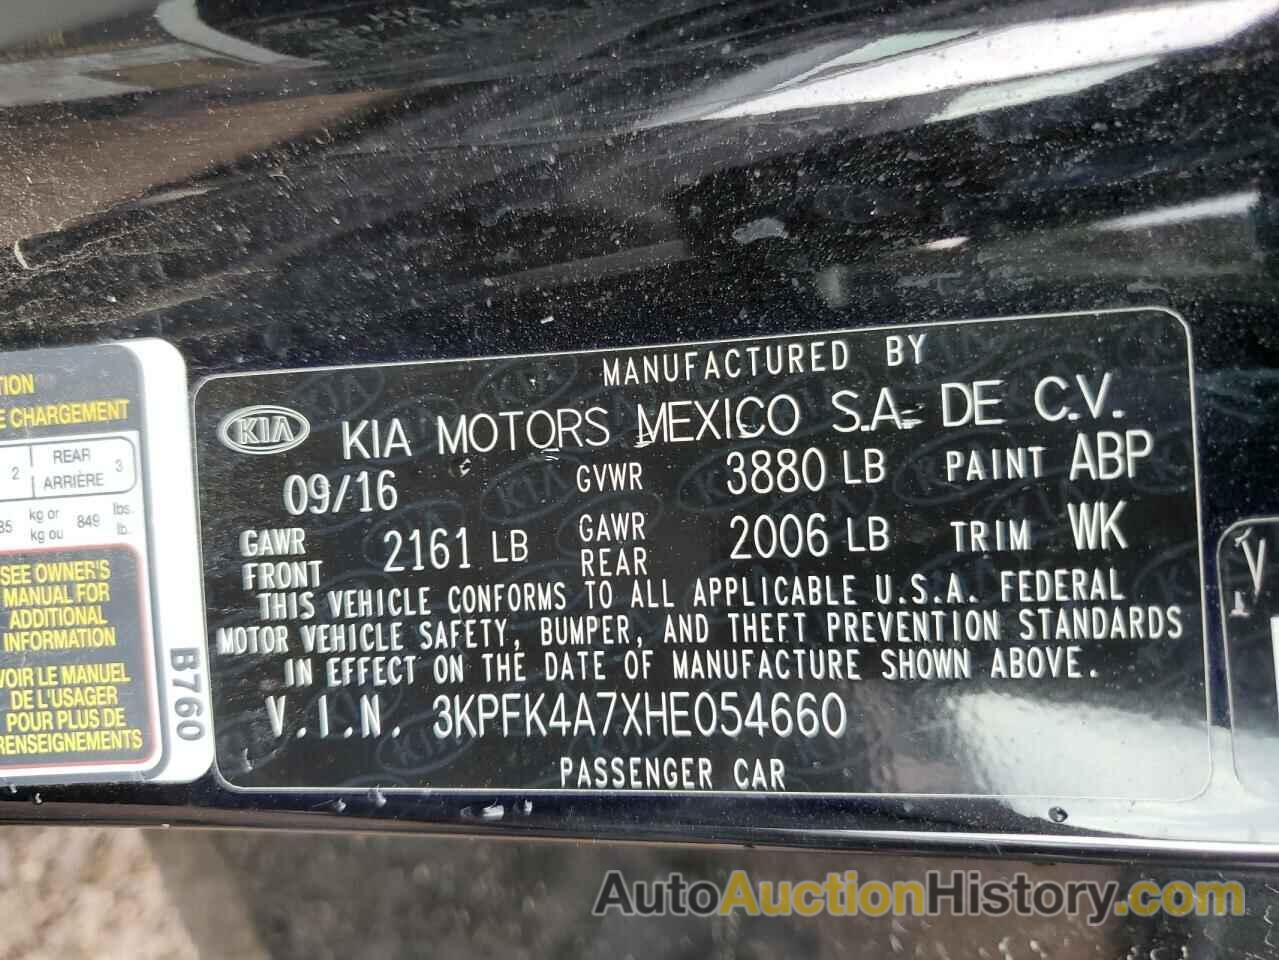 TION
E CHARGEMENT
2 REAR ARRIÈRE 3
85 kg or kg ou 849 lbs. lb.
SEE OWNER'S
MANUAL FOR
ADDITIONAL
INFORMATION
VOIR LE MANUEL
DE L'USAGER
POUR PLUS DE
RENSEIGNEMENTS
B760
MANUFACTURED BY
KIA KIA MOTORS MEXICO S.A. DE C.V.
09/16 GVWR 3880 LB PAINT ABP
GAWR FRONT 2161 LB GAWR REAR 2006 LB TRIM WK
THIS VEHICLE CONFORMS TO ALL APPLICABLE U.S.A. FEDERAL
MOTOR VEHICLE SAFETY, BUMPER, AND THEFT PREVENTION STANDARDS
IN EFFECT ON THE DATE OF MANUFACTURE SHOWN ABOVE.
V.I.N. 3KPFK4A7XHE054660
PASSENGER CAR
V
T
AutoAuctionHistory.com